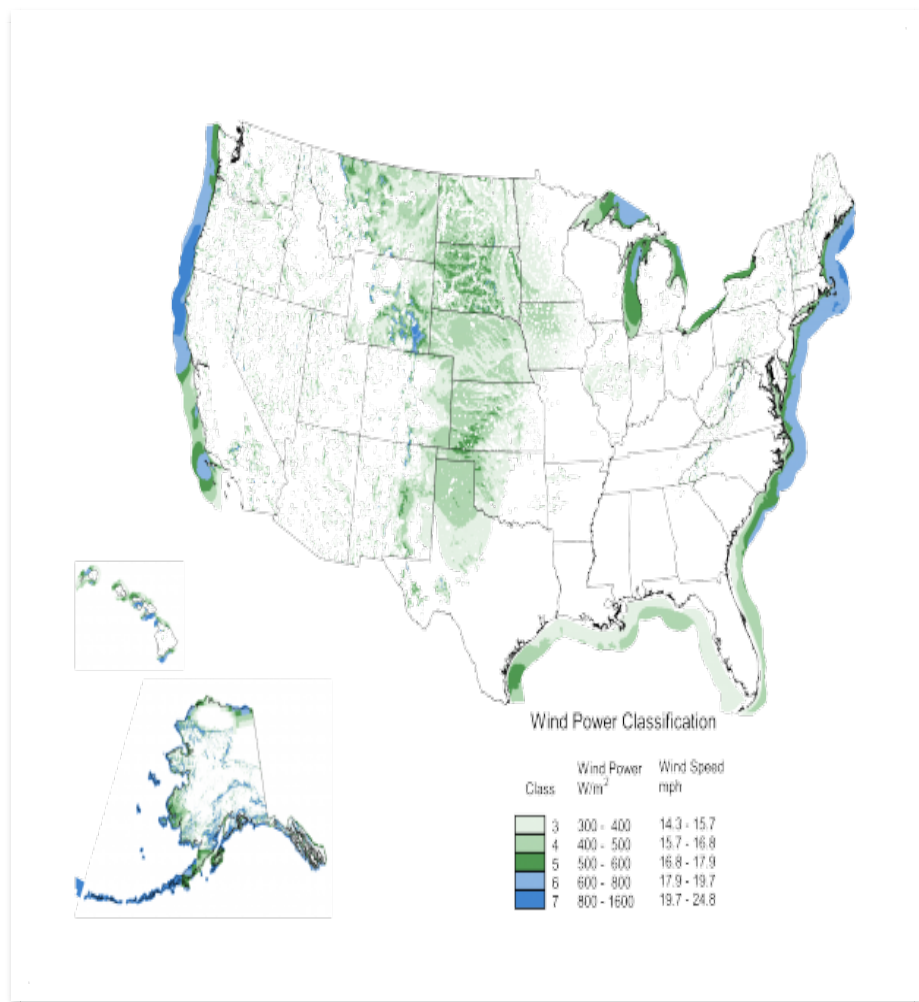 Wind Power Classification
Class Wind Power W/m² Wind Speed mph
3 300 - 400 14.3 - 15.7
4 400 - 500 15.7 - 16.8
5 500 - 600 16.8 - 17.9
6 600 - 800 17.9 - 19.7
7 800 - 1600 19.7 - 24.8